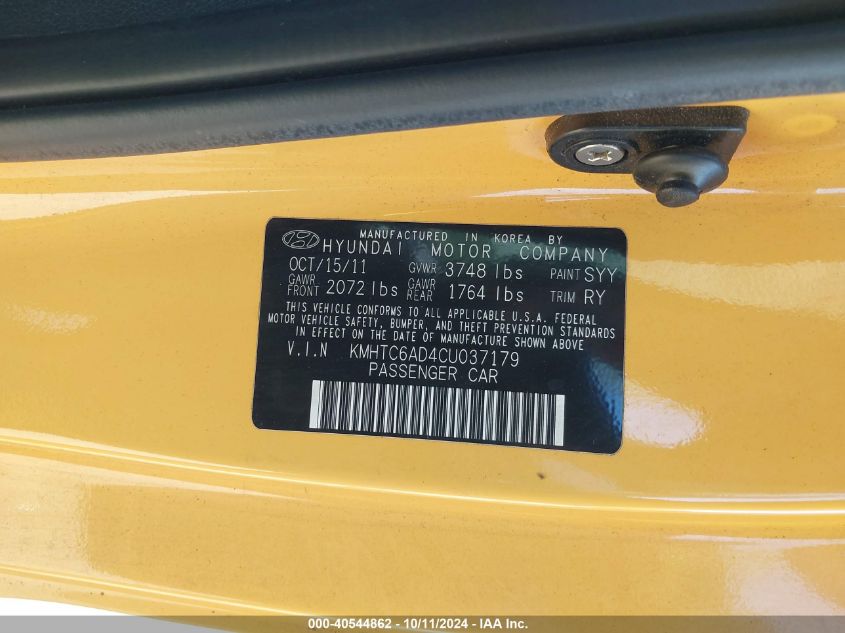 MANUFACTURED IN KOREA BY
HYUNDAI MOTOR COMPANY
OCT/15/11 GVWR 3748 lbs PAINT SYY
GAWR FRONT 2072 lbs GAWR REAR 1764 lbs TRIM RY
THIS VEHICLE CONFORMS TO ALL APPLICABLE U.S.A. FEDERAL
MOTOR VEHICLE SAFETY, BUMPER, AND THEFT PREVENTION STANDARDS
IN EFFECT ON THE DATE OF MANUFACTURE SHOWN ABOVE
V.I.N KMHTC6AD4CU037179
PASSENGER CAR
000-40544862 - 10/11/2024 - IAA Inc.